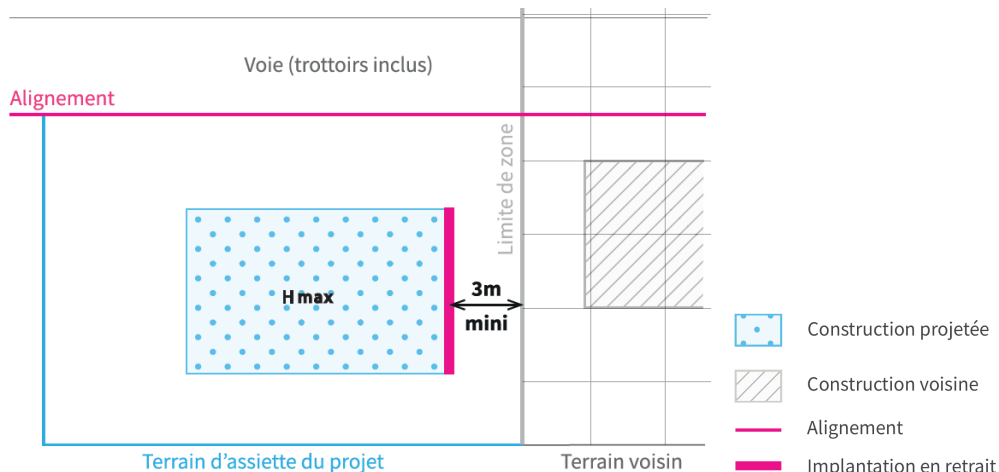 Voie (trottoirs inclus)
Alignement
Limite de zone
H max
3m
mini
Terrain d’assiette du projet
Terrain voisin
Construction projetée
Construction voisine
Alignement
Implantation en retrait